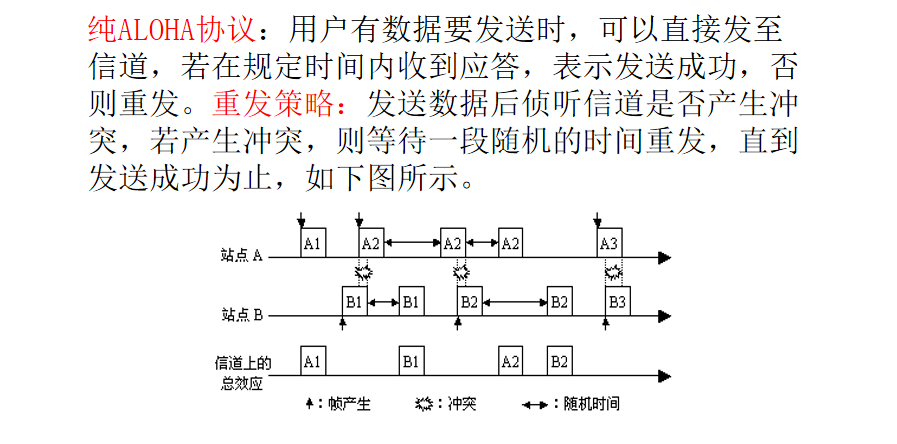 纯ALOHA协议：用户有数据要发送时，可以直接发至
信道，若在规定时间内收到应答，表示发送成功，否
则重发。重发策略：发送数据后侦听信道是否产生冲
突，若产生冲突，则等待一段随机的时间重发，直到
发送成功为止，如下图所示。
站点 A A1 A2 A2 A2 A3
站点 B B1 B1 B2 B2 B3
信道上的
总效应 A1 B1 A2 B2
：帧产生 ：冲突 ：随机时间